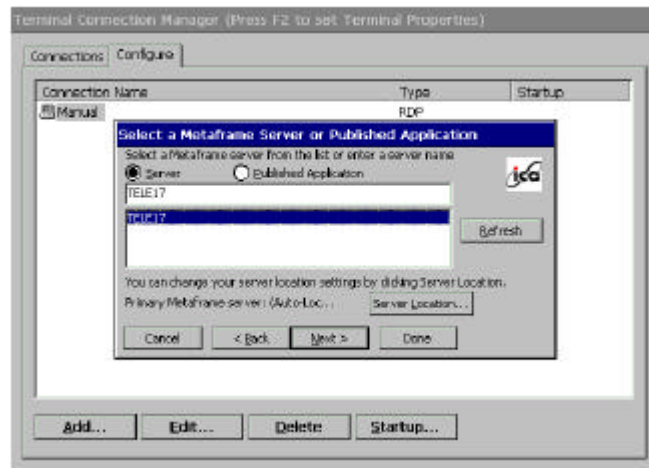 Terminal Connection Manager (Press F2 to set Terminal Properties)
Connections Configure
Connection Name Type Startup
Manual RDP
Select a Metaframe Server or Published Application
Select a Metaframe server from the list or enter a server name
Server Published Application
ica
TELE17
TELE17
Refresh
You can change your server location settings by clicking Server Location.
Primary Metaframe server: (Auto-Loc... Server Location...
Cancel < Back Next > Done
Add... Edit... Delete Startup...